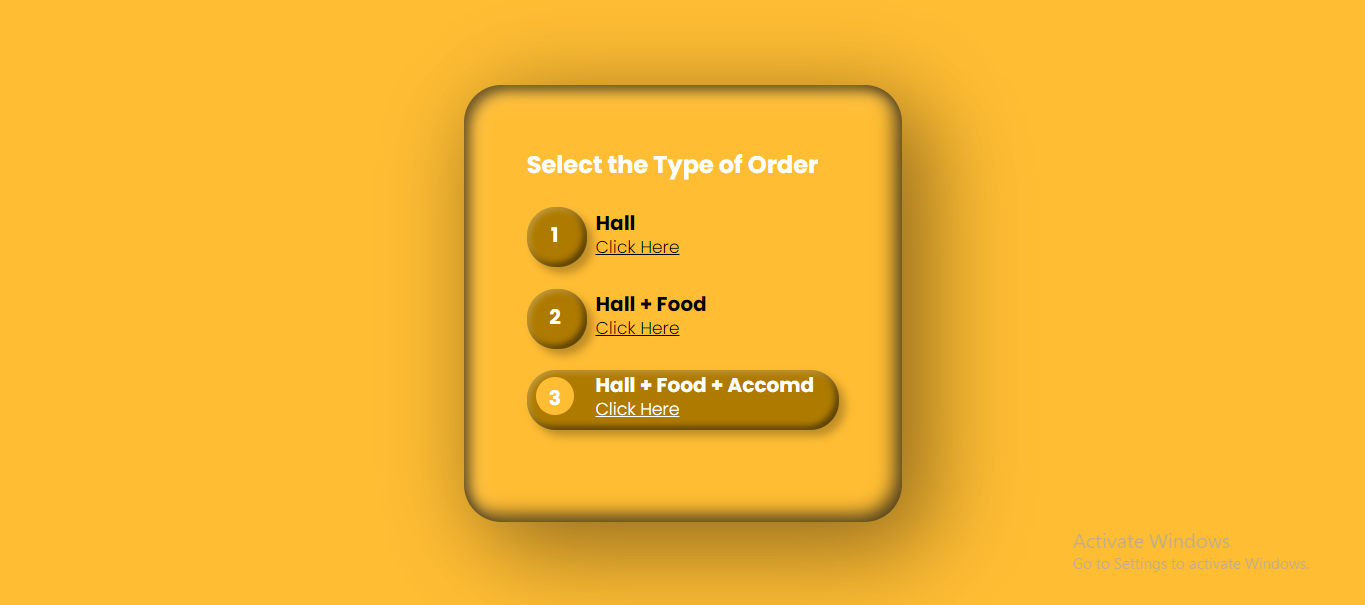 Select the Type of Order
1
Hall
Click Here
2
Hall + Food
Click Here
3
Hall + Food + Accomd
Click Here
Activate Windows
Go to Settings to activate Windows.